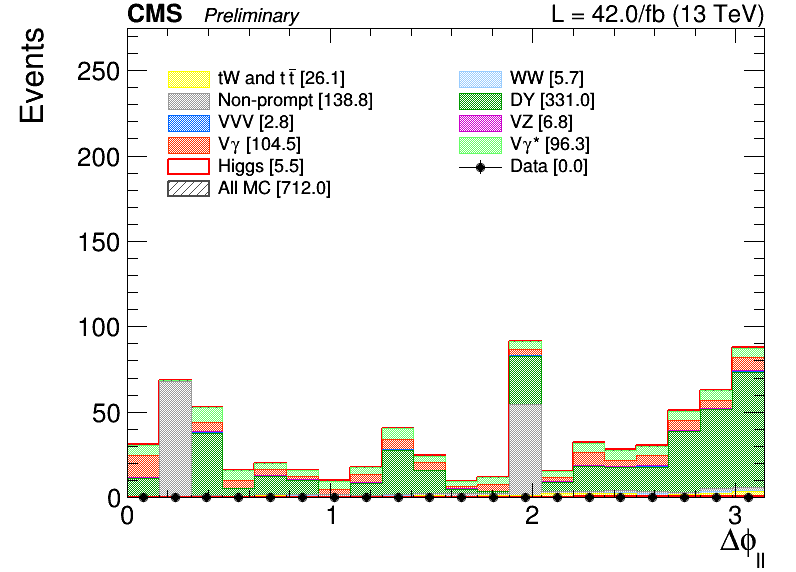 CMS Preliminary L = 42.0/fb (13 TeV)
Events
250
200
150
100
50
0
tW and t t̄ [26.1]
Non-prompt [138.8]
VVV [2.8]
Vγ [104.5]
Higgs [5.5]
All MC [712.0]
WW [5.7]
DY [331.0]
VZ [6.8]
Vγ* [96.3]
Data [0.0]
0 1 2 3
Δϕll